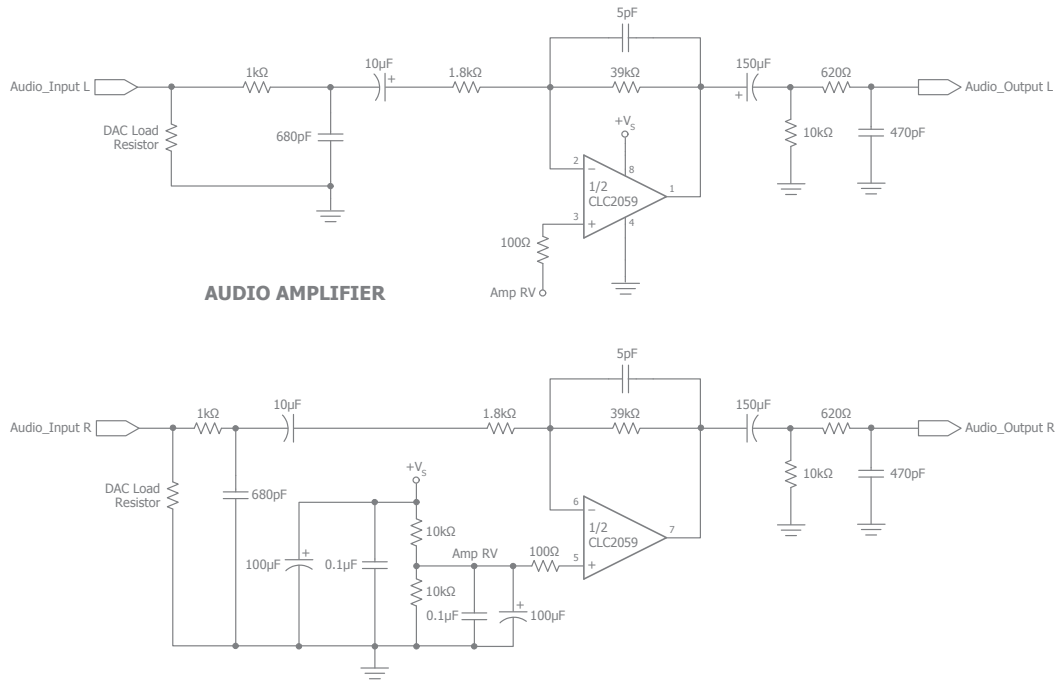 5pF
10µF
+
1.8kΩ
39kΩ
150µF
+
620Ω
Audio_Input L
1kΩ
Audio_Output L
DAC Load
Resistor
680pF
+VS
10kΩ
470pF
2
−
8
1/2
CLC2059
1
3
+
4
100Ω
Amp RV
AUDIO AMPLIFIER
5pF
1kΩ
10µF
1.8kΩ
39kΩ
150µF
620Ω
Audio_Input R
Audio_Output R
DAC Load
Resistor
680pF
+VS
10kΩ
470pF
6
−
1/2
CLC2059
7
5
+
10kΩ
Amp RV
100Ω
+
100µF
0.1µF
10kΩ
0.1µF
+
100µF